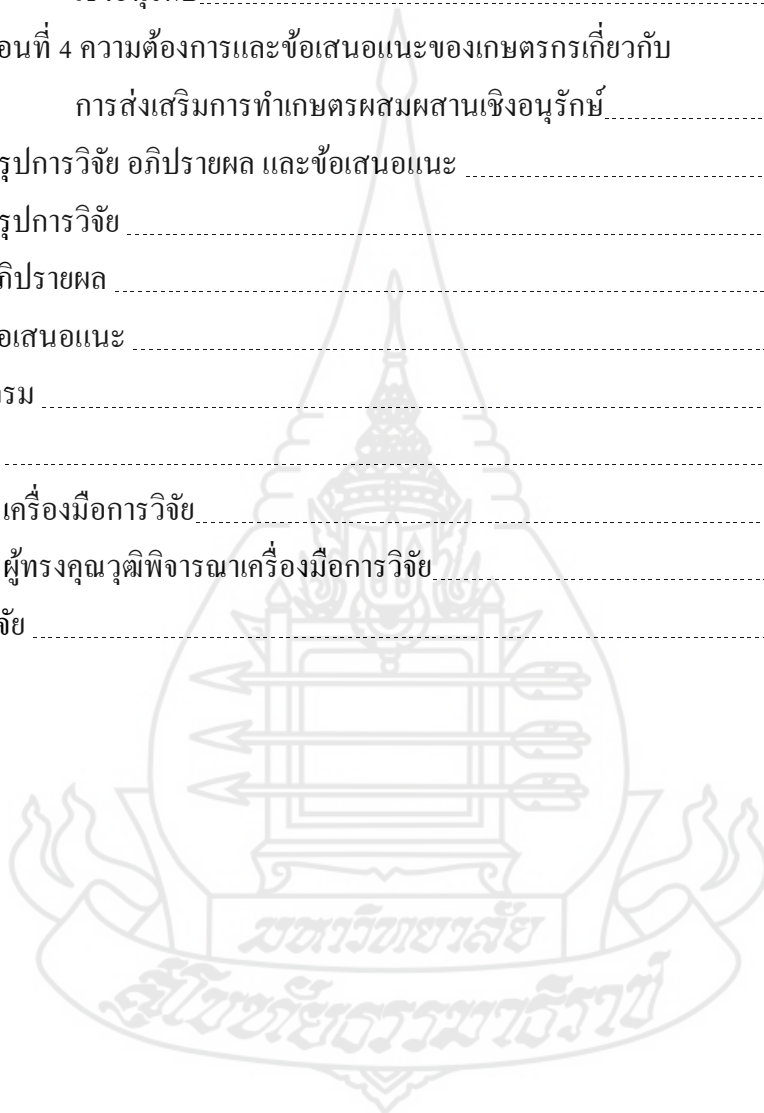 อนที่ 4 ความต้องการและข้อเสนอแนะของเกษตรกรเกี่ยวกับ
การส่งเสริมการทำเกษตรผสมผสานเชิงอนุรักษ์
รุปการวิจัย อภิปรายผล และข้อเสนอแนะ
รุปการวิจัย
ภิปรายผล
อเสนอแนะ
รม
เครื่องมือการวิจัย
ผู้ทรงคุณวุฒิพิจารณาเครื่องมือการวิจัย
จัย
มหาวิทยาลัย
สุโขทัยธรรมาธิราช